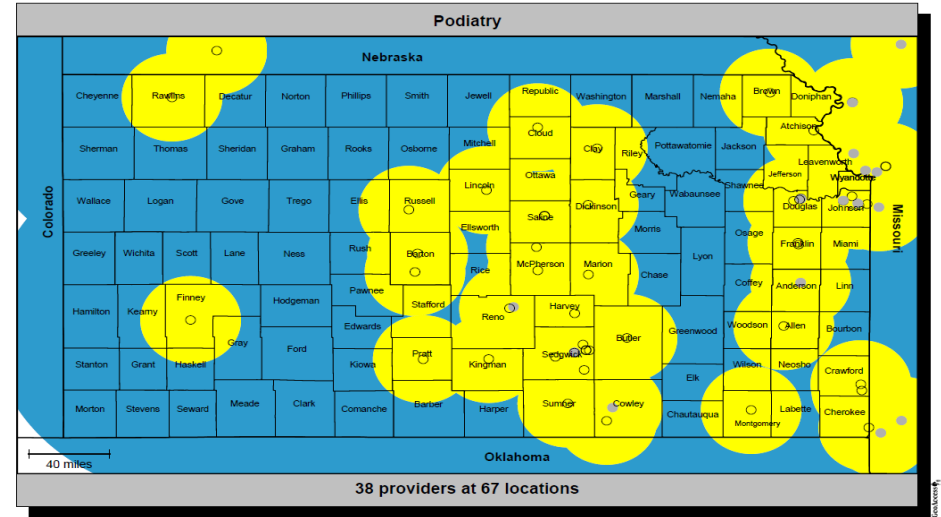 Podiatry
Nebraska
Cheyenne Rawlins Decatur Norton Phillips Smith Jewell Republic Washington Marshall Nemaha Brown Doniphan
Atchison
Sherman Thomas Sheridan Graham Rooks Osborne Mitchell Cloud Clay Riley Pottawatomie Jackson
Leavenworth
Jefferson Wyandotte
Lincoln Ottawa
Shawnee
Colorado
Wallace Logan Gove Trego Ellis Russell Saline Dickinson Geary Wabaunsee Douglas Johnson
Missouri
Ellsworth Morris Osage
Greeley Wichita Scott Lane Ness Rush Barton Rice McPherson Marion Chase Lyon Franklin Miami
Pawnee Coffey Anderson Linn
Hamilton Kearny Finney Hodgeman Stafford Reno Harvey
Gray Ford Edwards Butler Greenwood Woodson Allen Bourbon
Stanton Grant Haskell Kiowa Pratt Kingman Sedgwick Elk Wilson Neosho Crawford
Morton Stevens Seward Meade Clark Comanche Barber Harper Sumner Cowley Chautauqua Montgomery Labette Cherokee
40 miles
Oklahoma
38 providers at 67 locations
GeoAccess